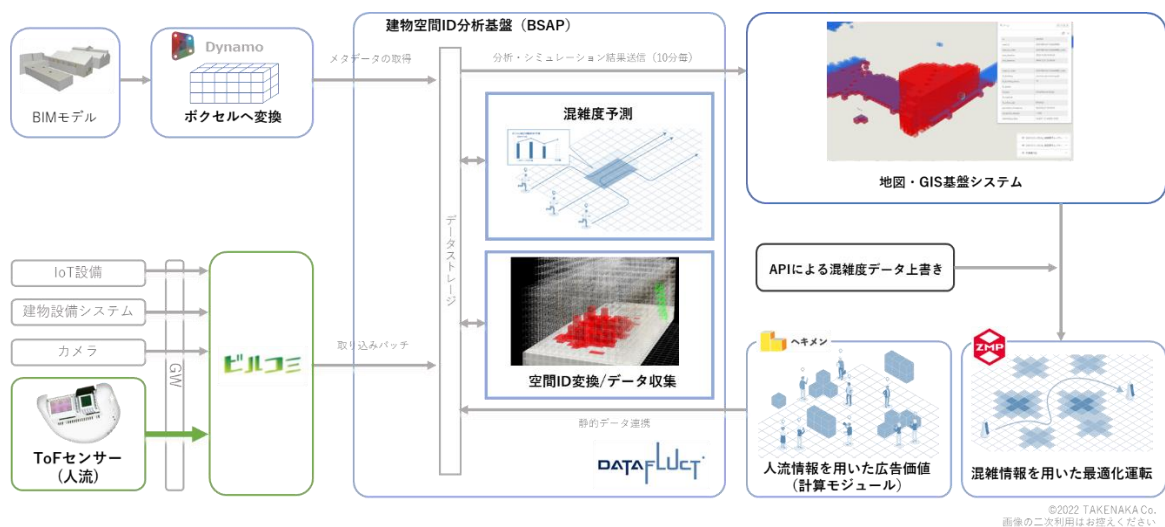 建物空間ID分析基盤（BSAP）
BIMモデル
Dynamo
ボクセルへ変換
メタデータの取得
分析・シミュレーション結果送信（10分毎）
混雑度予測
地図・GIS基盤システム
データストレージ
IoT設備
建物設備システム
カメラ
GW
ToFセンサー
(人流)
ビルコミ
取り込みバッチ
空間ID変換/データ収集
静的データ連携
DATAFLUCT
APIによる混雑度データ上書き
ヘキメン
人流情報を用いた広告価値
(計算モジュール）
ZMP
混雑情報を用いた最適化運転
©2022 TAKENAKA Co.
画像の二次利用はお控えください